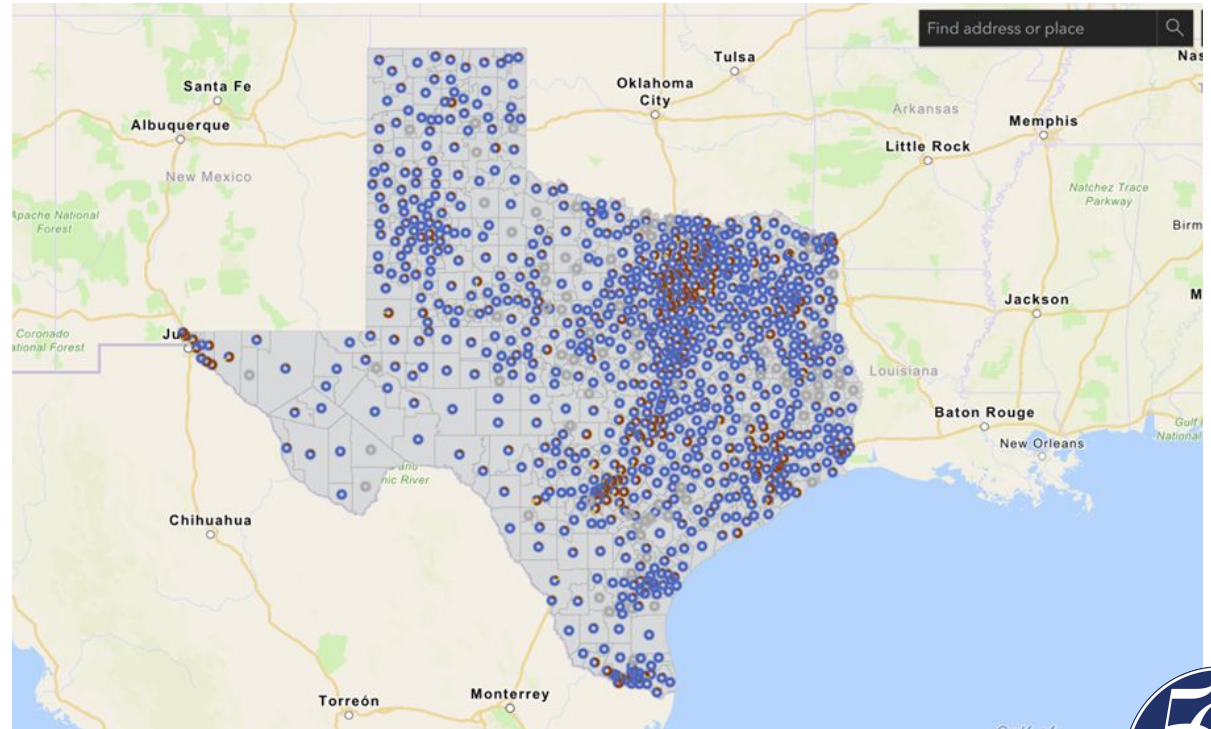 Find address or place
Tulsa
Nas
Santa Fe
Oklahoma
City
Arkansas
Memphis
Albuquerque
Little Rock
New Mexico
Natchez Trace
Parkway
Apache National
Forest
Birm
Jackson
M
Coronado
ational Forest
Ju
Louisiana
Baton Rouge
New Orleans
Gulf
National
nic River
Chihuahua
Monterrey
Torreón